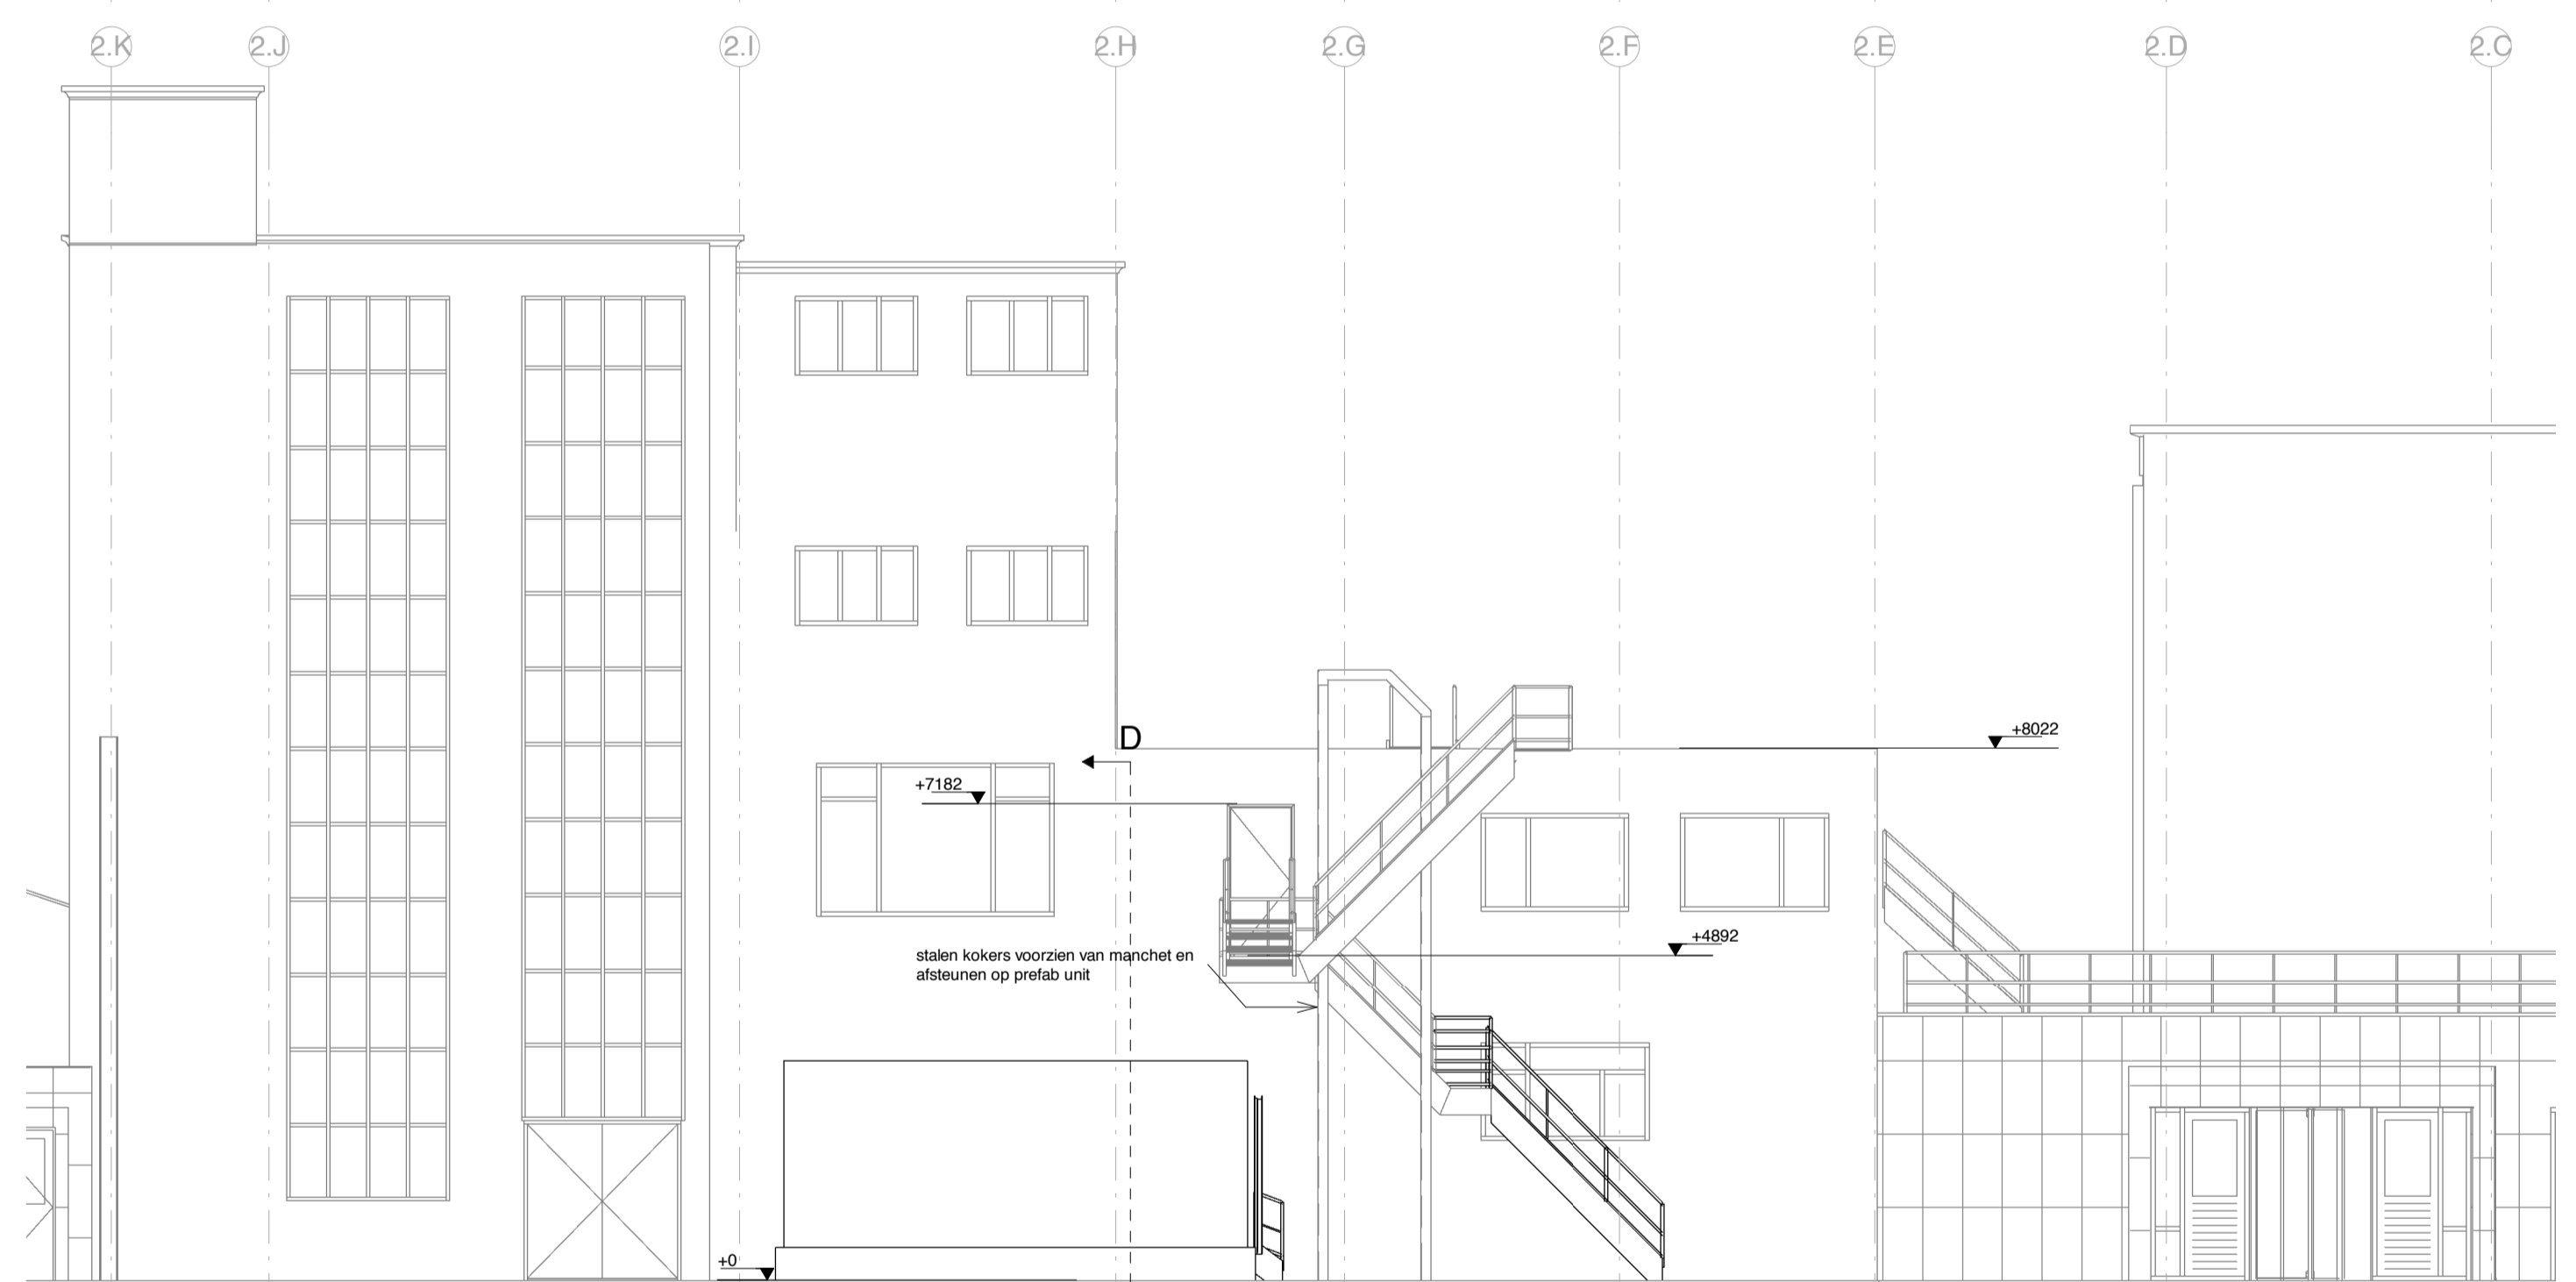 2.K
2.J
2.I
2.H
2.G
2.F
2.E
2.D
2.C
D
+8022
+7182
+4892
stalen kokers voorzien van manchet en
afsteunen op prefab unit
+0